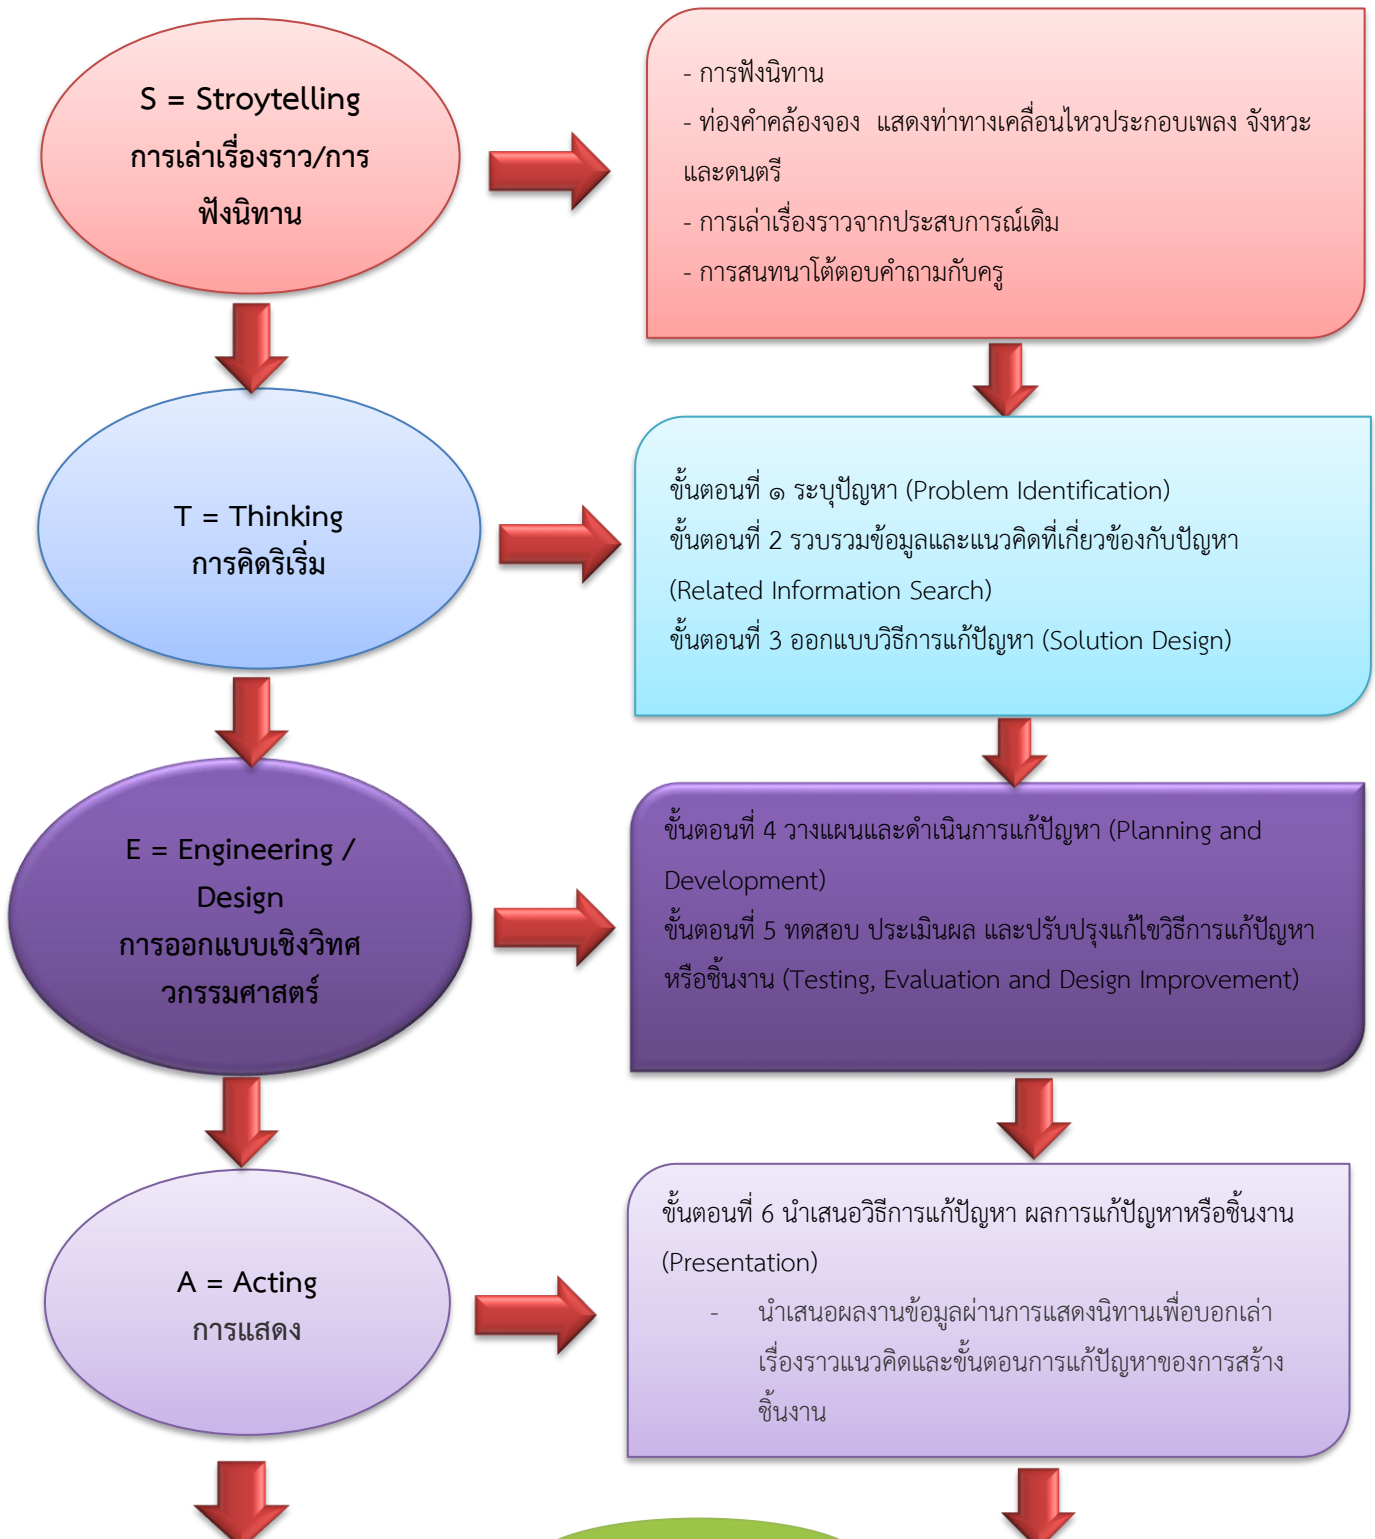 S = Stroytelling
การเล่าเรื่องราว/การ
ฟังนิทาน
- การฟังนิทาน
- ท่องคำคล้องจอง  แสดงท่าทางเคลื่อนไหวประกอบเพลง จังหวะ
และดนตรี
- การเล่าเรื่องราวจากประสบการณ์เดิม
- การสนทนาโต้ตอบคำถามกับครู
T = Thinking
การคิดริเริ่ม
ขั้นตอนที่ ๑ ระบุปัญหา (Problem Identification)
ขั้นตอนที่ 2 รวบรวมข้อมูลและแนวคิดที่เกี่ยวข้องกับปัญหา
(Related Information Search)
ขั้นตอนที่ 3 ออกแบบวิธีการแก้ปัญหา (Solution Design)
E = Engineering /
Design
การออกแบบเชิงวิทศ
วกรรมศาสตร์
ขั้นตอนที่ 4 วางแผนและดำเนินการแก้ปัญหา (Planning and
Development)
ขั้นตอนที่ 5 ทดสอบ ประเมินผล และปรับปรุงแก้ไขวิธีการแก้ปัญหา
หรือชิ้นงาน (Testing, Evaluation and Design Improvement)
A = Acting
การแสดง
ขั้นตอนที่ 6 นำเสนอวิธีการแก้ปัญหา ผลการแก้ปัญหาหรือชิ้นงาน
(Presentation)
- นำเสนอผลงานข้อมูลผ่านการแสดงนิทานเพื่อบอกเล่า
เรื่องราวแนวคิดและขั้นตอนการแก้ปัญหาของการสร้าง
ชิ้นงาน